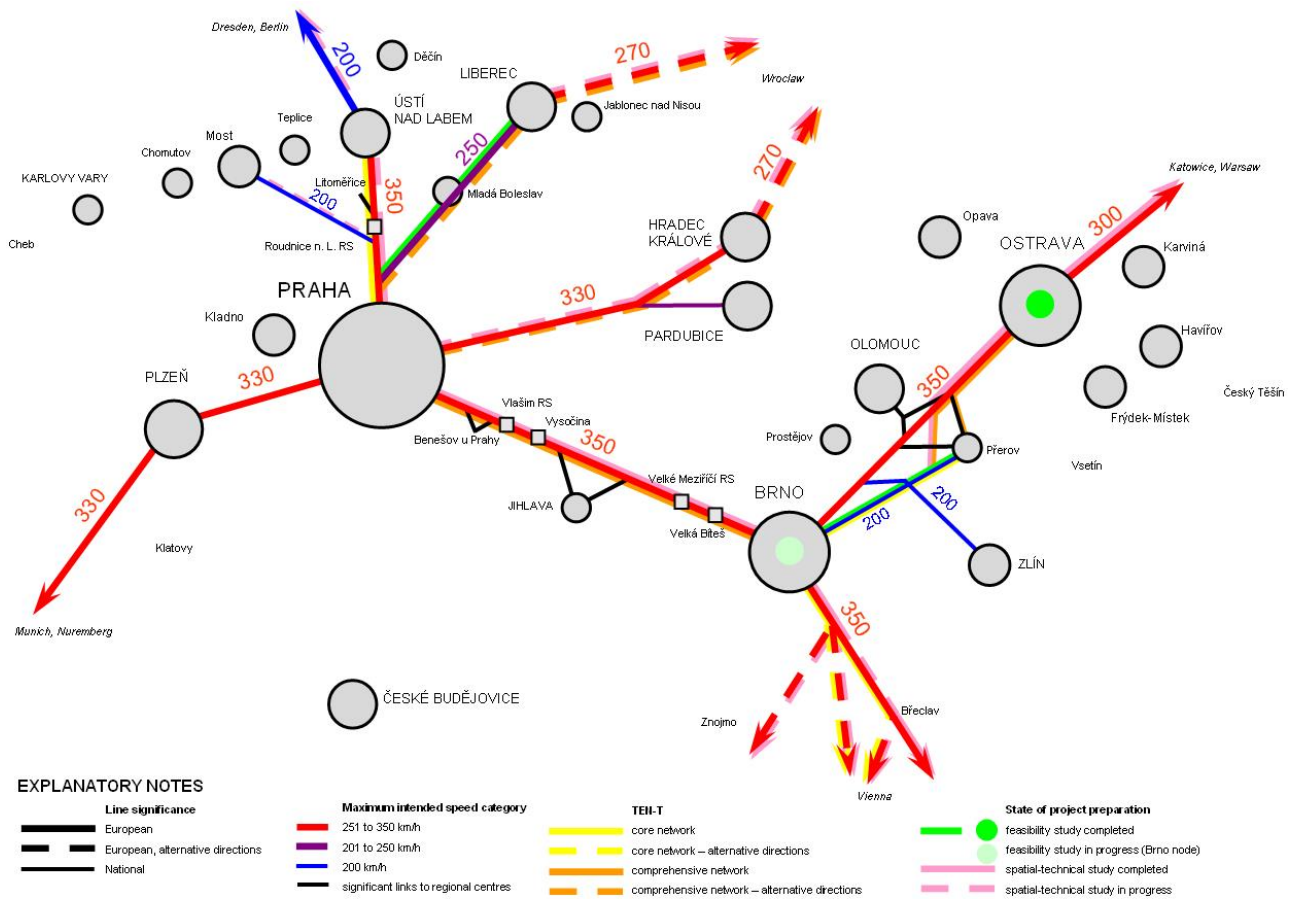 Dresden, Berlin
200
Děčín
LIBEREC
270
Wroclaw
Jablonec nad Nisou
ÚSTÍ
NAD LABEM
Teplice
Most
Chomutov
KARLOVY VARY
Cheb
Litoměřice
350
250
Mladá Boleslav
200
Roudnice n. L. RS
270
HRADEC
KRÁLOVÉ
Katowice, Warsaw
300
Opava
OSTRAVA
Karviná
PRAHA
330
Kladno
PARDUBICE
Havířov
OLOMOUC
PLZEŇ
330
350
Český Těšín
Frýdek-Místek
Vlašim RS
Vysočina
Benešov u Prahy
350
Prostějov
Přerov
Vsetín
Velké Meziříčí RS
BRNO
JIHLAVA
330
200
200
Velká Bíteš
Klatovy
ZLÍN
350
Munich, Nuremberg
ČESKÉ BUDĚJOVICE
Znojmo
Břeclav
Vienna
EXPLANATORY NOTES
Line significance
European
European, alternative directions
National
Maximum intended speed category
251 to 350 km/h
201 to 250 km/h
200 km/h
significant links to regional centres
TEN-T
core network
core network – alternative directions
comprehensive network
comprehensive network – alternative directions
State of project preparation
feasibility study completed
feasibility study in progress (Brno node)
spatial-technical study completed
spatial-technical study in progress